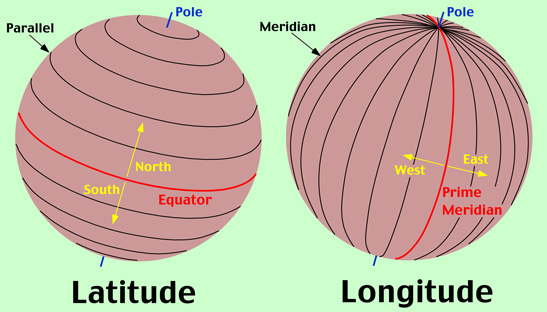 Pole
Parallel
North
South
Equator
Latitude
Pole
Meridian
East
West
Prime
Meridian
Longitude